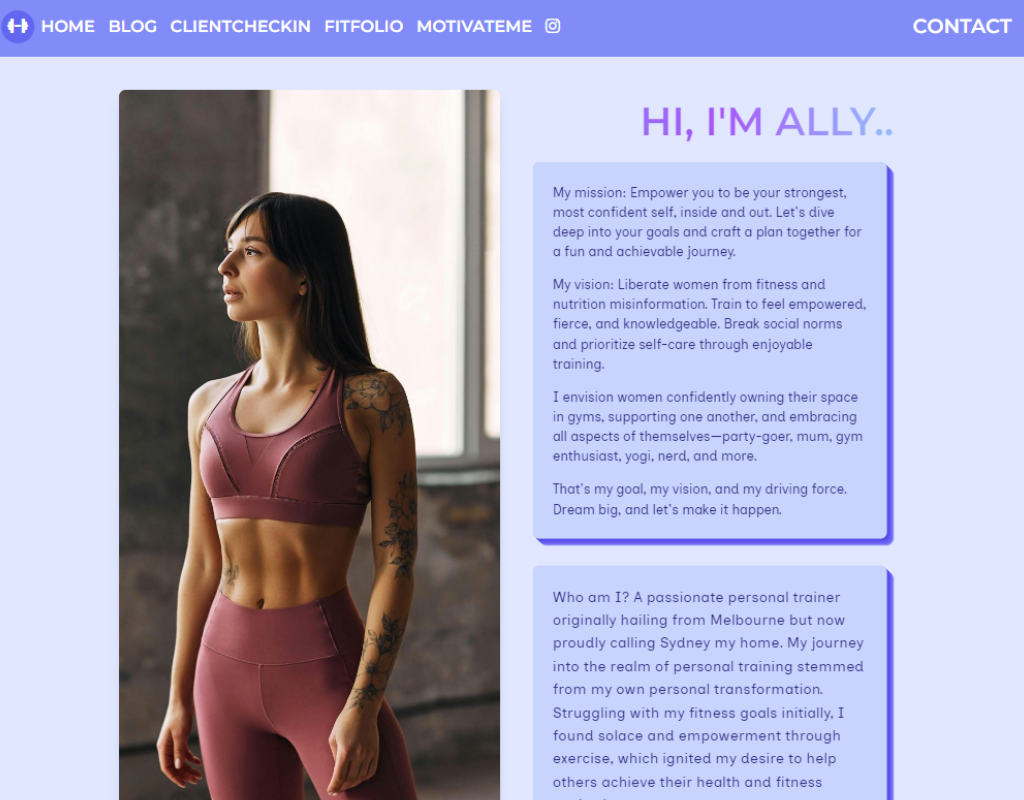 HOME BLOG CLIENTCHECKIN FITFOLIO MOTIVATEME CONTACT
HI, I'M ALLY..
My mission: Empower you to be your strongest,
most confident self, inside and out. Let's dive
deep into your goals and craft a plan together for
a fun and achievable journey.
My vision: Liberate women from fitness and
nutrition misinformation. Train to feel empowered,
fierce, and knowledgeable. Break social norms
and prioritize self-care through enjoyable
training.
I envision women confidently owning their space
in gyms, supporting one another, and embracing
all aspects of themselves—party-goer, mum, gym
enthusiast, yogi, nerd, and more.
That's my goal, my vision, and my driving force.
Dream big, and let's make it happen.
Who am I? A passionate personal trainer
originally hailing from Melbourne but now
proudly calling Sydney my home. My journey
into the realm of personal training stemmed
from my own personal transformation.
Struggling with my fitness goals initially, I
found solace and empowerment through
exercise, which ignited my desire to help
others achieve their health and fitness